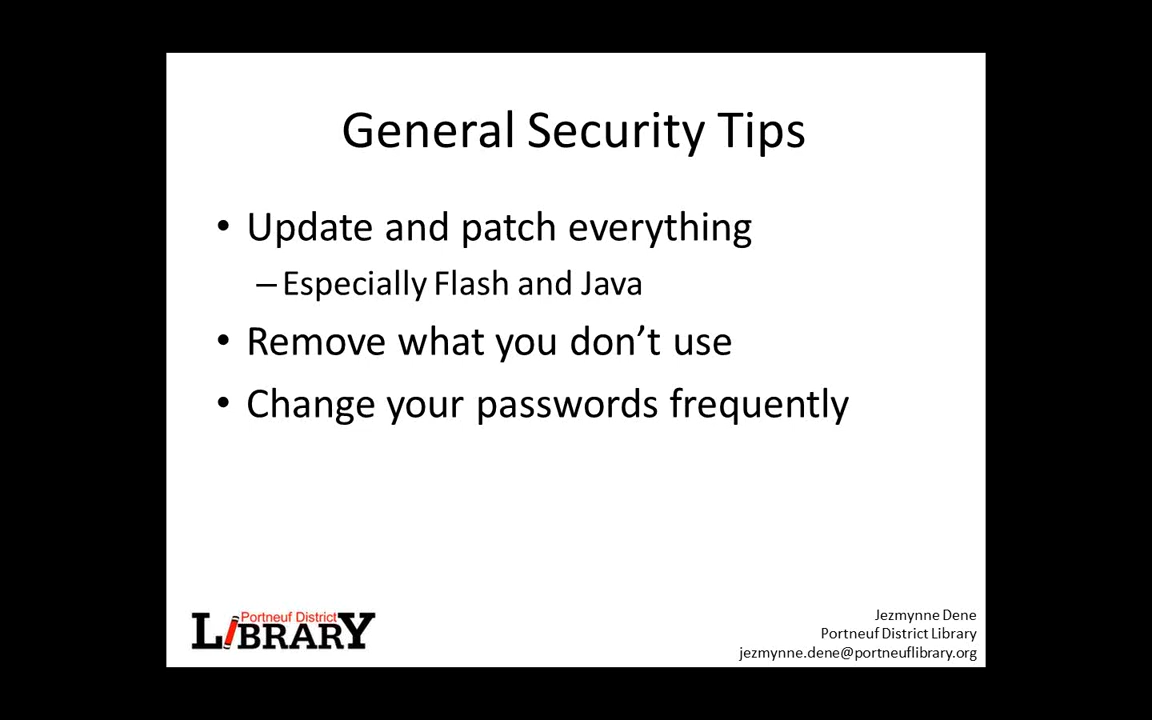 General Security Tips
• Update and patch everything
– Especially Flash and Java
• Remove what you don’t use
• Change your passwords frequently
Portneuf District
LIBRARY
Jezmynne Dene
Portneuf District Library
jezmynne.dene@portneuflibrary.org